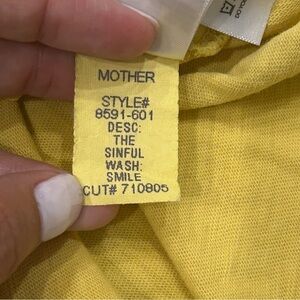 MOTHER
STYLE#
8591-601
DESC:
THE
SINFUL
WASH:
SMILE
CUT# 710805